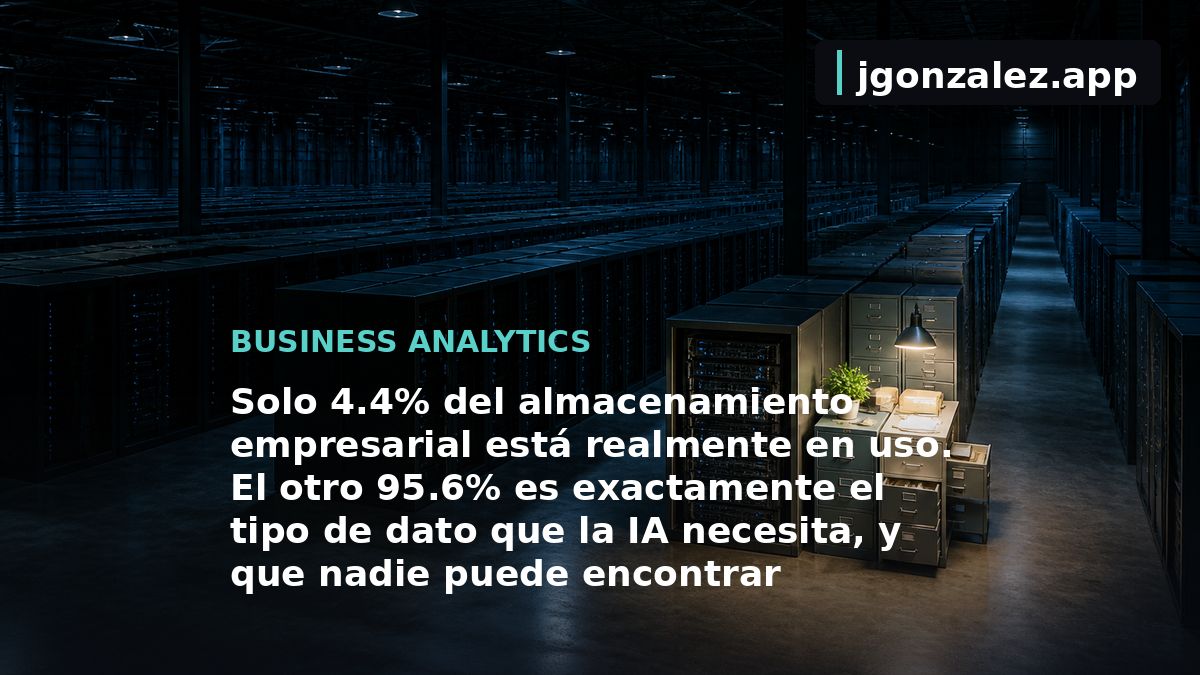 jgonzalez.app
BUSINESS ANALYTICS
Solo 4.4% del almacenamiento
empresarial está realmente en uso.
El otro 95.6% es exactamente el
tipo de dato que la IA necesita, y
que nadie puede encontrar